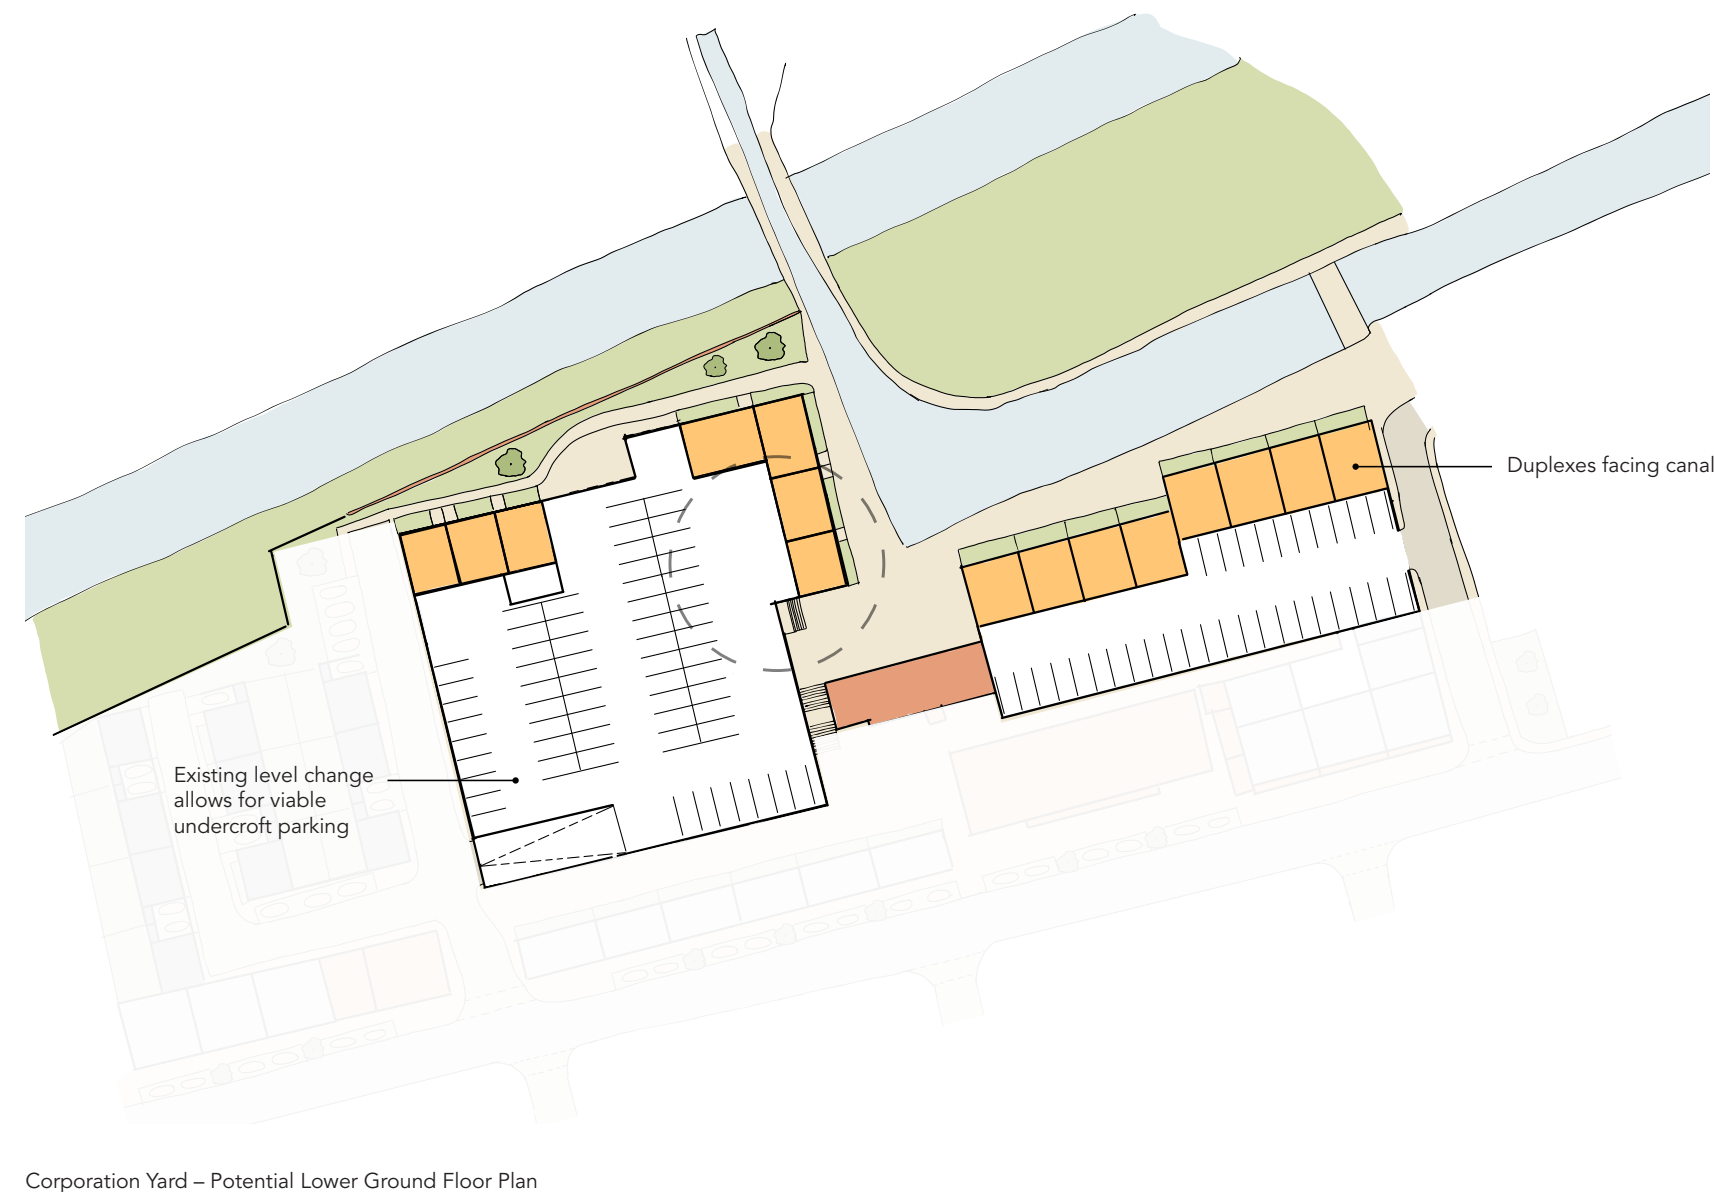 Duplexes facing canal
Existing level change
allows for viable
undercroft parking
Corporation Yard – Potential Lower Ground Floor Plan